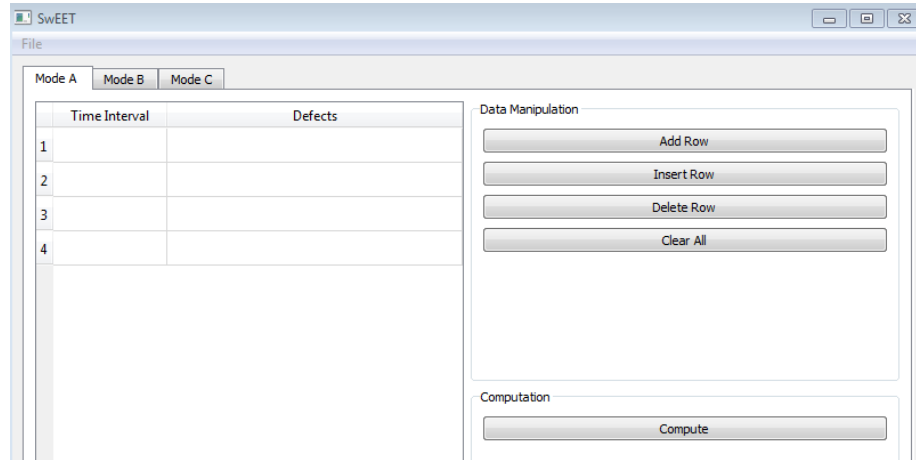 SwEET
File
Mode A Mode B Mode C
Time Interval Defects
1
2
3
4
Data Manipulation
Add Row
Insert Row
Delete Row
Clear All
Computation
Compute